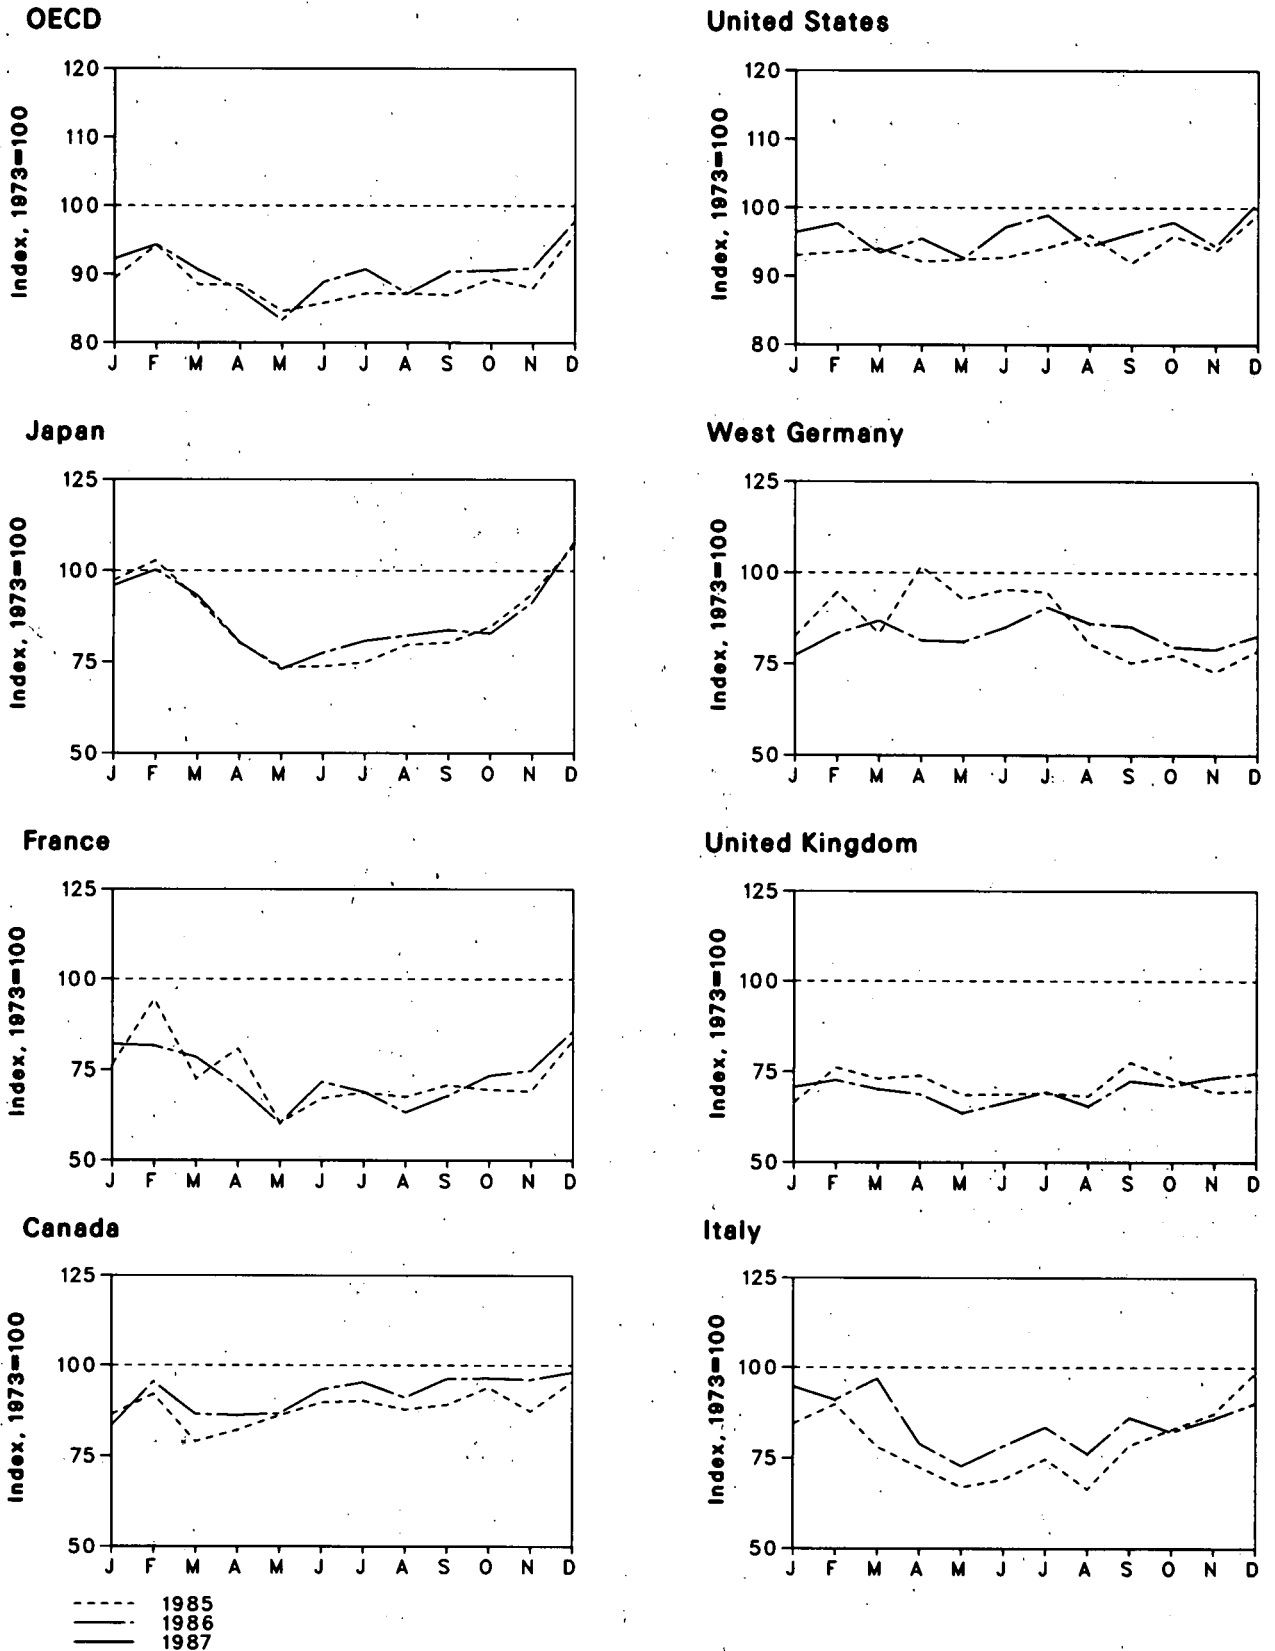 OECD
Index, 1973=100
120
110
100
90
80
J F M A M J J A S O N D
United States
Index, 1973=100
120
110
100
90
80
J F M A M J J A S O N D
Japan
Index, 1973=100
125
100
75
50
J F M A M J J A S O N D
West Germany
Index, 1973=100
125
100
75
50
J F M A M J J A S O N D
France
Index, 1973=100
125
100
75
50
J F M A M J J A S O N D
United Kingdom
Index, 1973=100
125
100
75
50
J F M A M J J A S O N D
Canada
Index, 1973=100
125
100
75
50
J F M A M J J A S O N D
Italy
Index, 1973=100
125
100
75
50
J F M A M J J A S O N D
1985
1986
1987